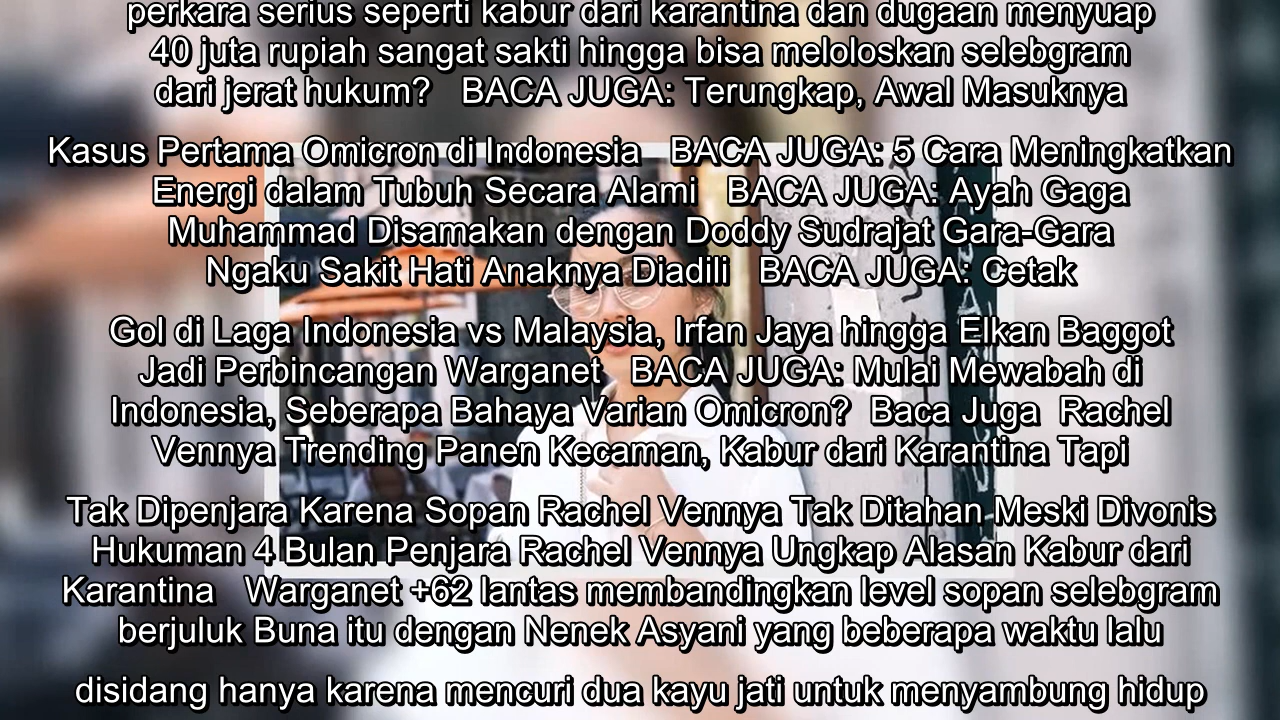 perkara serius seperti kabur dari karantina dan dugaan menyuap
40 juta rupiah sangat sakti hingga bisa meloloskan selebgram
dari jerat hukum?   BACA JUGA: Terungkap, Awal Masuknya
Kasus Pertama Omicron di Indonesia   BACA JUGA: 5 Cara Meningkatkan
Energi dalam Tubuh Secara Alami   BACA JUGA: Ayah Gaga
Muhammad Disamakan dengan Doddy Sudrajat Gara-Gara
Ngaku Sakit Hati Anaknya Diadili   BACA JUGA: Cetak
Gol di Laga Indonesia vs Malaysia, Irfan Jaya hingga Elkan Baggot
Jadi Perbincangan Warganet   BACA JUGA: Mulai Mewabah di
Indonesia, Seberapa Bahaya Varian Omicron?  Baca Juga  Rachel
Vennya Trending Panen Kecaman, Kabur dari Karantina Tapi
Tak Dipenjara Karena Sopan Rachel Vennya Tak Ditahan Meski Divonis
Hukuman 4 Bulan Penjara Rachel Vennya Ungkap Alasan Kabur dari
Karantina   Warganet +62 lantas membandingkan level sopan selebgram
berjuluk Buna itu dengan Nenek Asyani yang beberapa waktu lalu
disidang hanya karena mencuri dua kayu jati untuk menyambung hidup